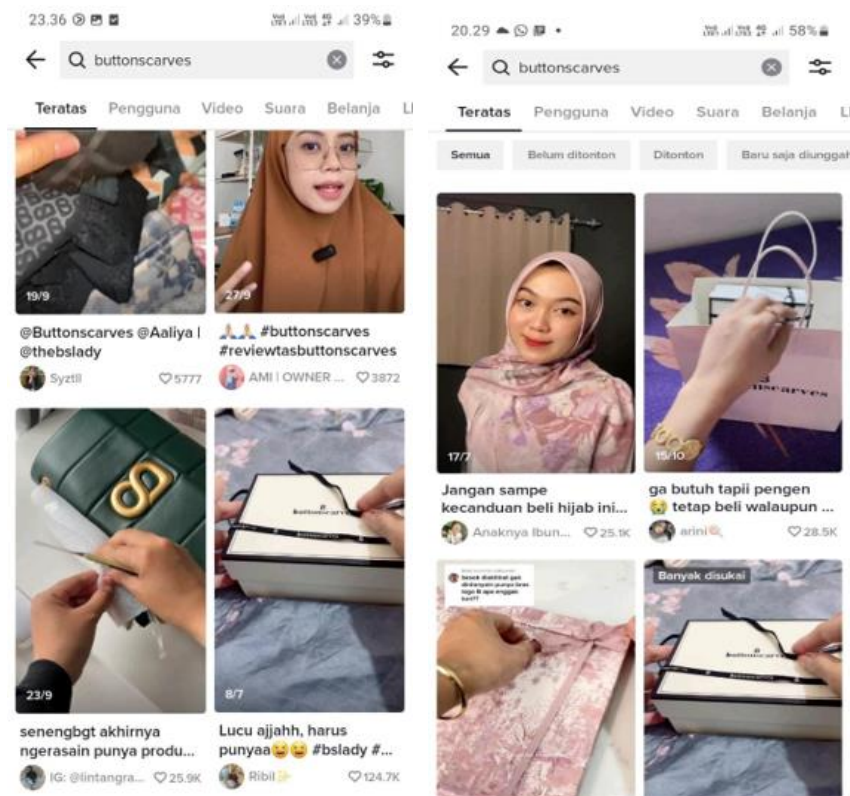 23.36
39%
buttonscarves
Teratas Pengguna Video Suara Belanja
19/9
27/9
@Buttonscarves @Aaliya |
@thebslady
Syztll
5777
🙏🙏 #buttonscarves
#reviewtasbuttonscarves
AMI | OWNER ...
3872
23/9
buttonscarves
8/7
senengbgt akhirnya
ngerasain punya produ...
IG: @lintangra...
25.9K
Lucu ajjahh, harus
punyaa😆😆 #bslady #...
Ribil
124.7K
20.29
58%
buttonscarves
Teratas Pengguna Video Suara Belanja
Semua Belum ditonton Ditonton Baru saja diunggah
17/7
15/10
Jangan sampe
kecanduan beli hijab ini...
Anaknya Ibun...
25.1K
ga butuh tapii pengen
😭 tetap beli walaupun ...
arini
28.5K
Banyak disukai
buttonscarves